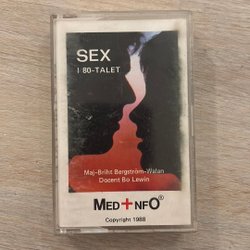 SEX
I 80-TALET
Maj-Briht Bergström-Walan
Docent Bo Lewin
MED+NFO®
Copyright 1988